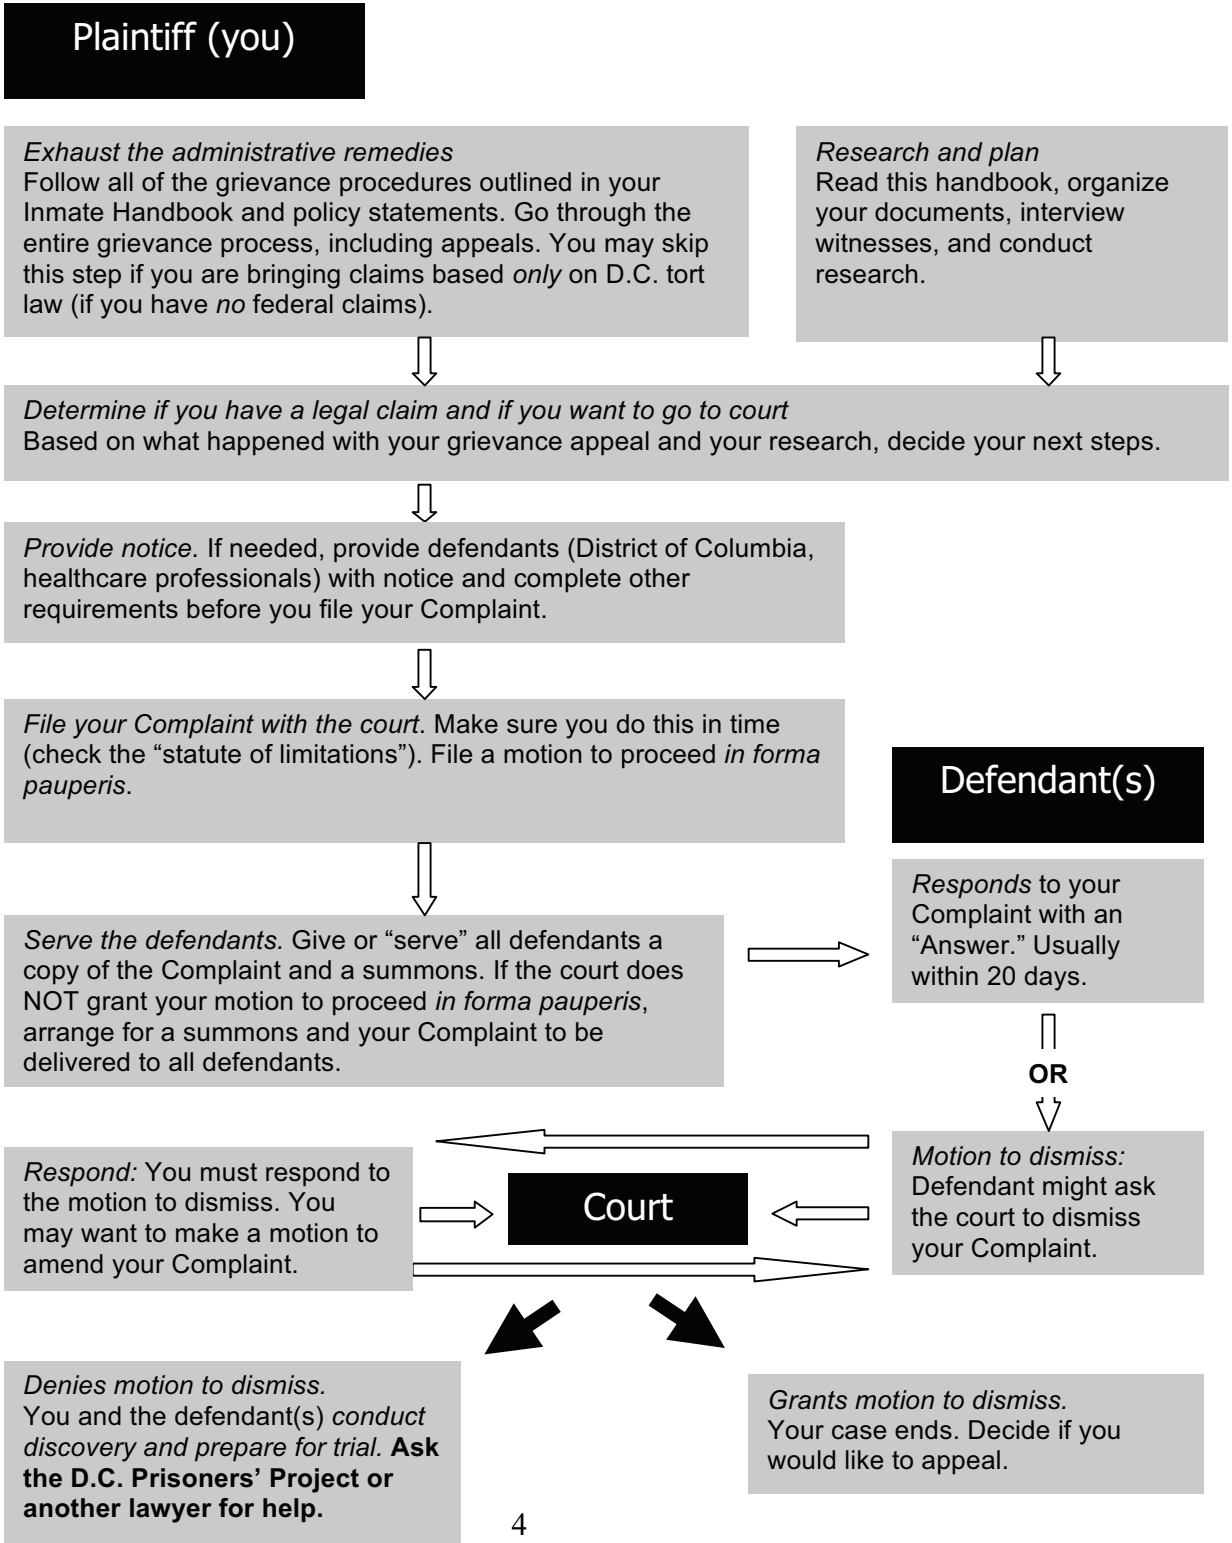 Plaintiff (you)
Exhaust the administrative remedies
Follow all of the grievance procedures outlined in your
Inmate Handbook and policy statements. Go through the
entire grievance process, including appeals. You may skip
this step if you are bringing claims based only on D.C. tort
law (if you have no federal claims).
Research and plan
Read this handbook, organize
your documents, interview
witnesses, and conduct
research.
Determine if you have a legal claim and if you want to go to court
Based on what happened with your grievance appeal and your research, decide your next steps.
Provide notice. If needed, provide defendants (District of Columbia,
healthcare professionals) with notice and complete other
requirements before you file your Complaint.
File your Complaint with the court. Make sure you do this in time
(check the “statute of limitations”). File a motion to proceed in forma
pauperis.
Serve the defendants. Give or “serve” all defendants a
copy of the Complaint and a summons. If the court does
NOT grant your motion to proceed in forma pauperis,
arrange for a summons and your Complaint to be
delivered to all defendants.
Defendant(s)
Responds to your
Complaint with an
“Answer.” Usually
within 20 days.
OR
Motion to dismiss:
Defendant might ask
the court to dismiss
your Complaint.
Respond: You must respond to
the motion to dismiss. You
may want to make a motion to
amend your Complaint.
Court
Denies motion to dismiss.
You and the defendant(s) conduct
discovery and prepare for trial. Ask
the D.C. Prisoners’ Project or
another lawyer for help.
Grants motion to dismiss.
Your case ends. Decide if you
would like to appeal.
4